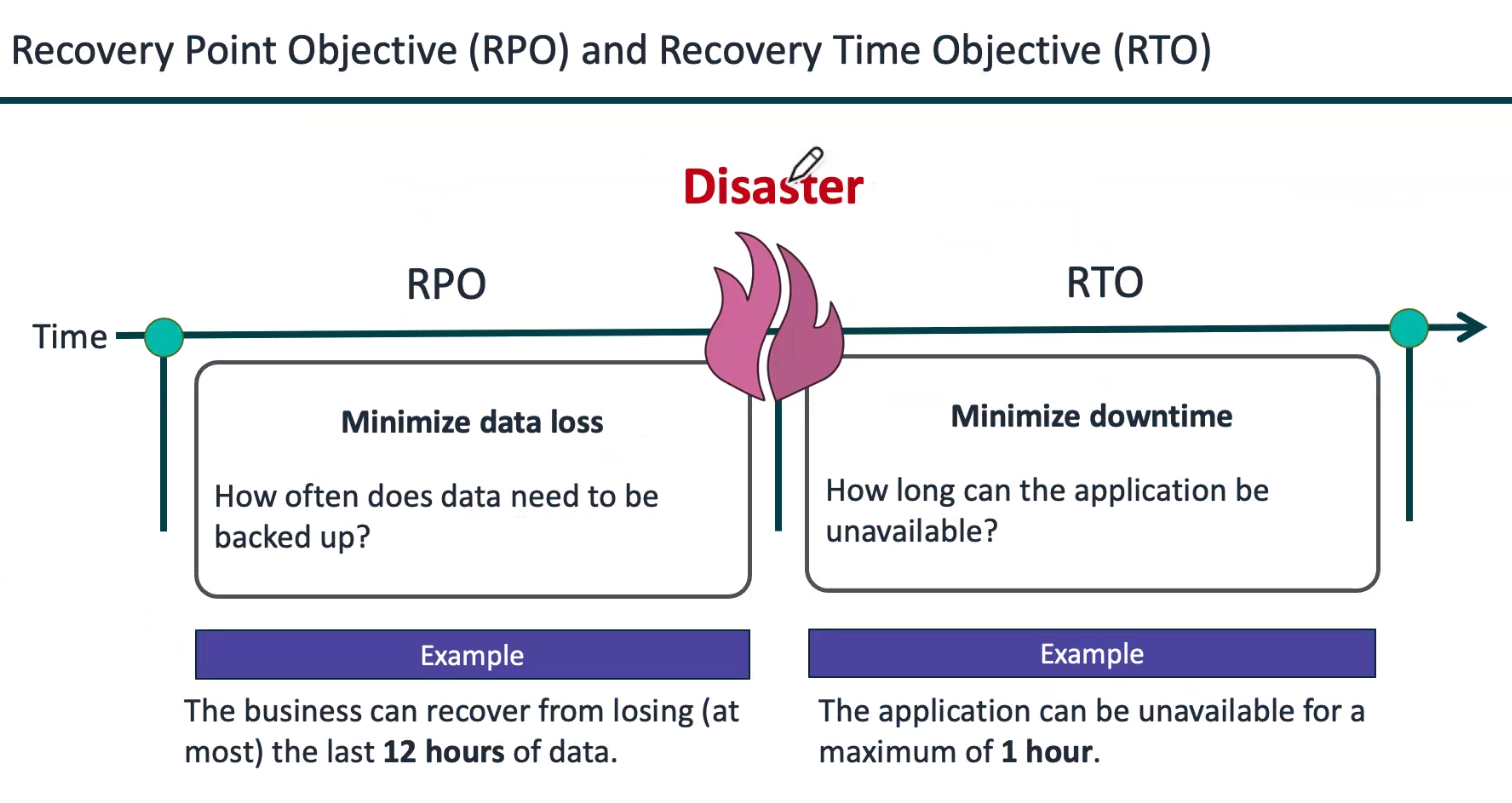 Recovery Point Objective (RPO) and Recovery Time Objective (RTO)
Disaster
RPO
RTO
Time
Minimize data loss
How often does data need to be
backed up?
Minimize downtime
How long can the application be
unavailable?
Example
The business can recover from losing (at
most) the last 12 hours of data.
Example
The application can be unavailable for a
maximum of 1 hour.